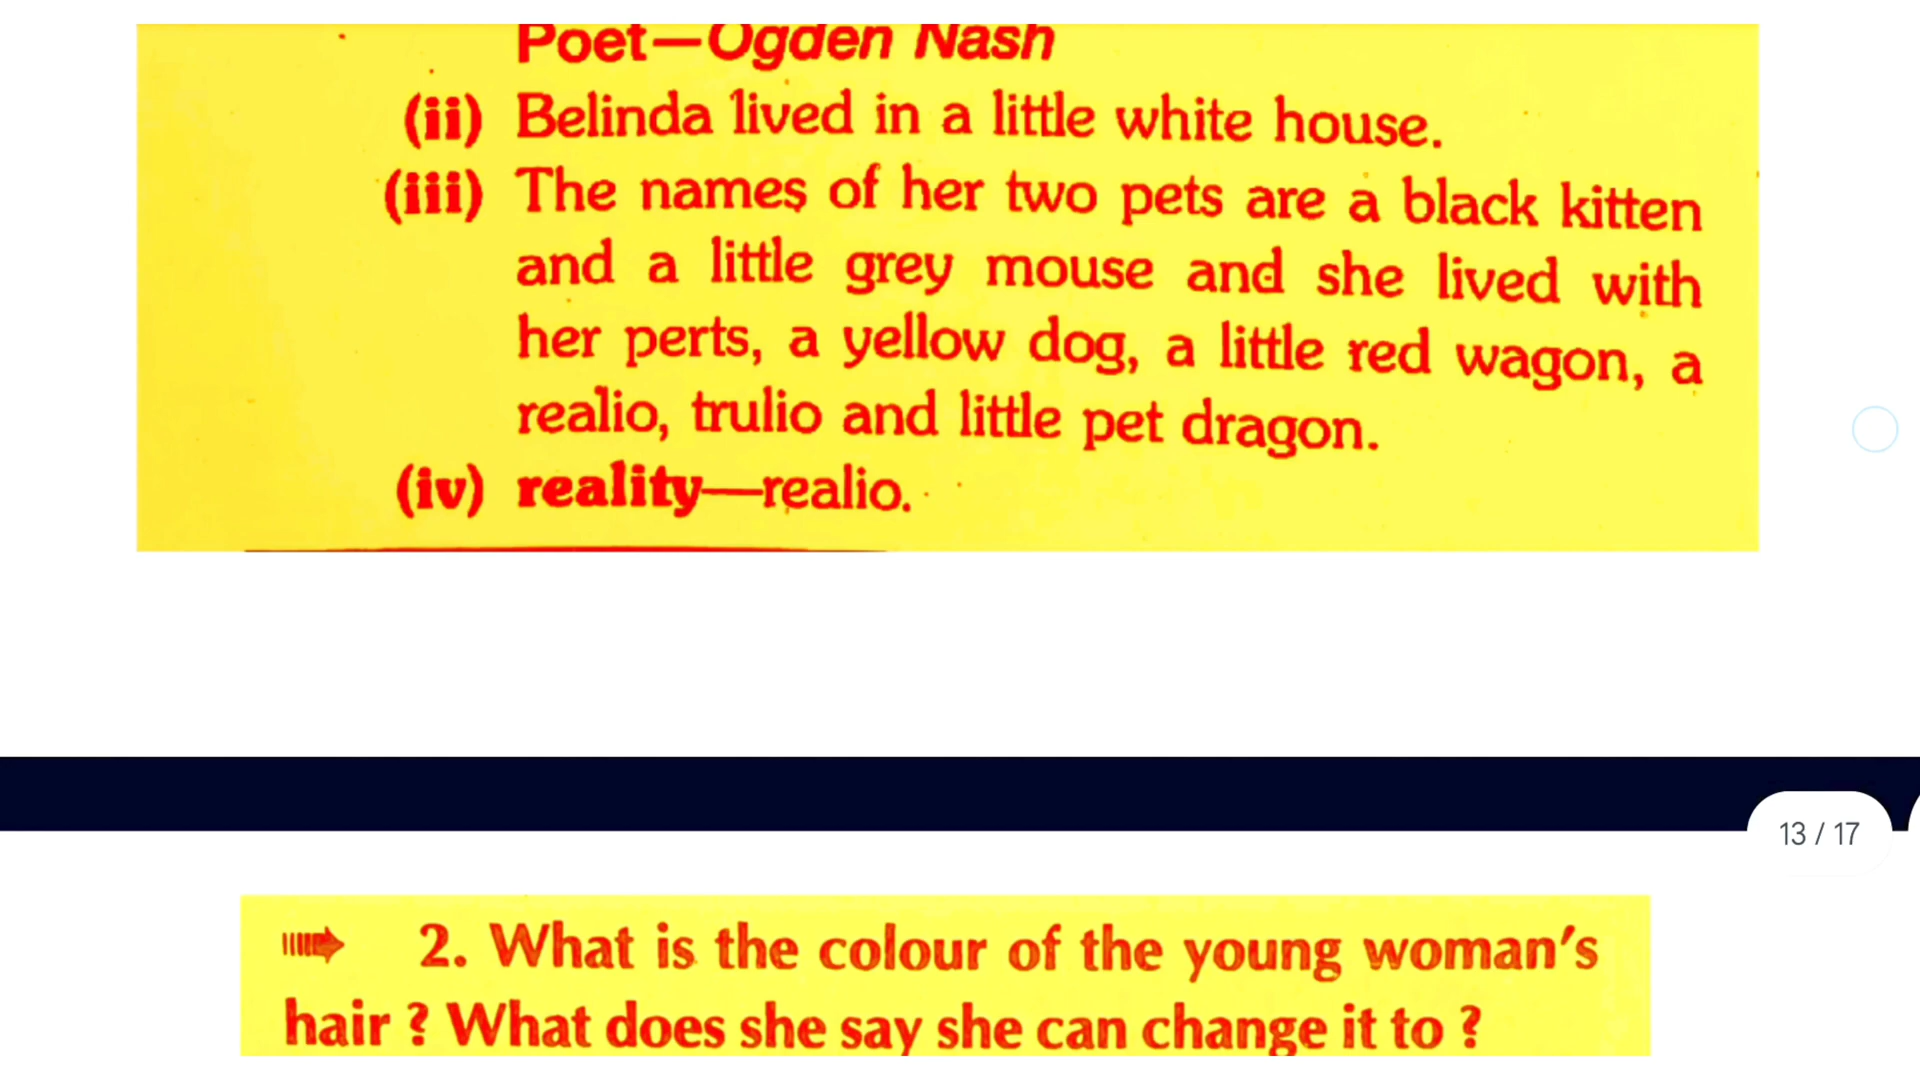 Poet—Ogden Nash
(ii) Belinda lived in a little white house.
(iii) The names of her two pets are a black kitten
and a little grey mouse and she lived with
her perts, a yellow dog, a little red wagon, a
realio, trulio and little pet dragon.
(iv) reality—realio.
13 / 17
2. What is the colour of the young woman's
hair ? What does she say she can change it to ?